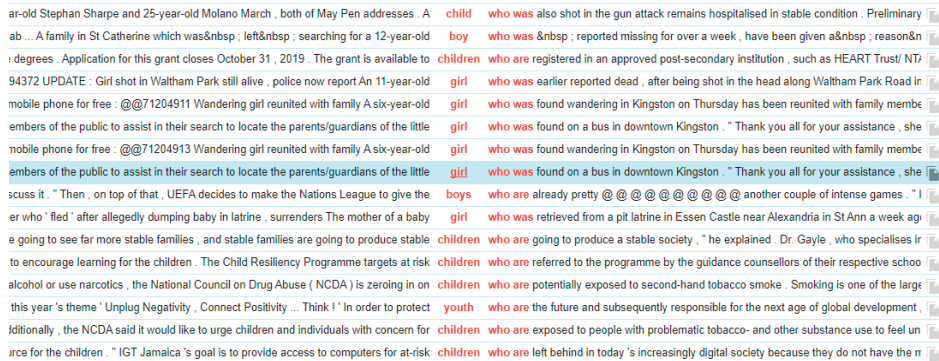 ar-old Stephan Sharpe and 25-year-old Molano March , both of May Pen addresses . A child who was also shot in the gun attack remains hospitalised in stable condition . Preliminary
ab ... A family in St Catherine which was&nbsp ; left&nbsp ; searching for a 12-year-old boy who was &nbsp ; reported missing for over a week , have been given a&nbsp ; reason&n
degrees . Application for this grant closes October 31 , 2019 . The grant is available to children who are registered in an approved post-secondary institution , such as HEART Trust/ NTA
94372 UPDATE : Girl shot in Waltham Park still alive , police now report An 11-year-old girl who was earlier reported dead , after being shot in the head along Waltham Park Road in
mobile phone for free : @@71204911 Wandering girl reunited with family A six-year-old girl who was found wandering in Kingston on Thursday has been reunited with family membe
embers of the public to assist in their search to locate the parents/guardians of the little girl who was found on a bus in downtown Kingston . " Thank you all for your assistance , she
mobile phone for free : @@71204913 Wandering girl reunited with family A six-year-old girl who was found wandering in Kingston on Thursday has been reunited with family membe
embers of the public to assist in their search to locate the parents/guardians of the little girl who was found on a bus in downtown Kingston . " Thank you all for your assistance , she
scuss it . " Then , on top of that , UEFA decides to make the Nations League to give the boys who are already pretty @ @ @ @ @ @ @ @ @ @ another couple of intense games . " I
er who ' fled ' after allegedly dumping baby in latrine , surrenders The mother of a baby girl who was retrieved from a pit latrine in Essen Castle near Alexandria in St Ann a week ago
e going to see far more stable families , and stable families are going to produce stable children who are going to produce a stable society , " he explained . Dr. Gayle , who specialises in
to encourage learning for the children . The Child Resiliency Programme targets at risk children who are referred to the programme by the guidance counsellors of their respective schoo
alcohol or use narcotics , the National Council on Drug Abuse ( NCDA ) is zeroing in on children who are potentially exposed to second-hand tobacco smoke . Smoking is one of the large
this year 's theme ' Unplug Negativity , Connect Positivity ... Think ! ' In order to protect youth who are the future and subsequently responsible for the next age of global development ,
dditionally , the NCDA said it would like to urge children and individuals with concern for children who are exposed to people with problematic tobacco- and other substance use to feel un
urce for the children . " IGT Jamaica 's goal is to provide access to computers for at-risk children who are left behind in today 's increasingly digital society because they do not have the m